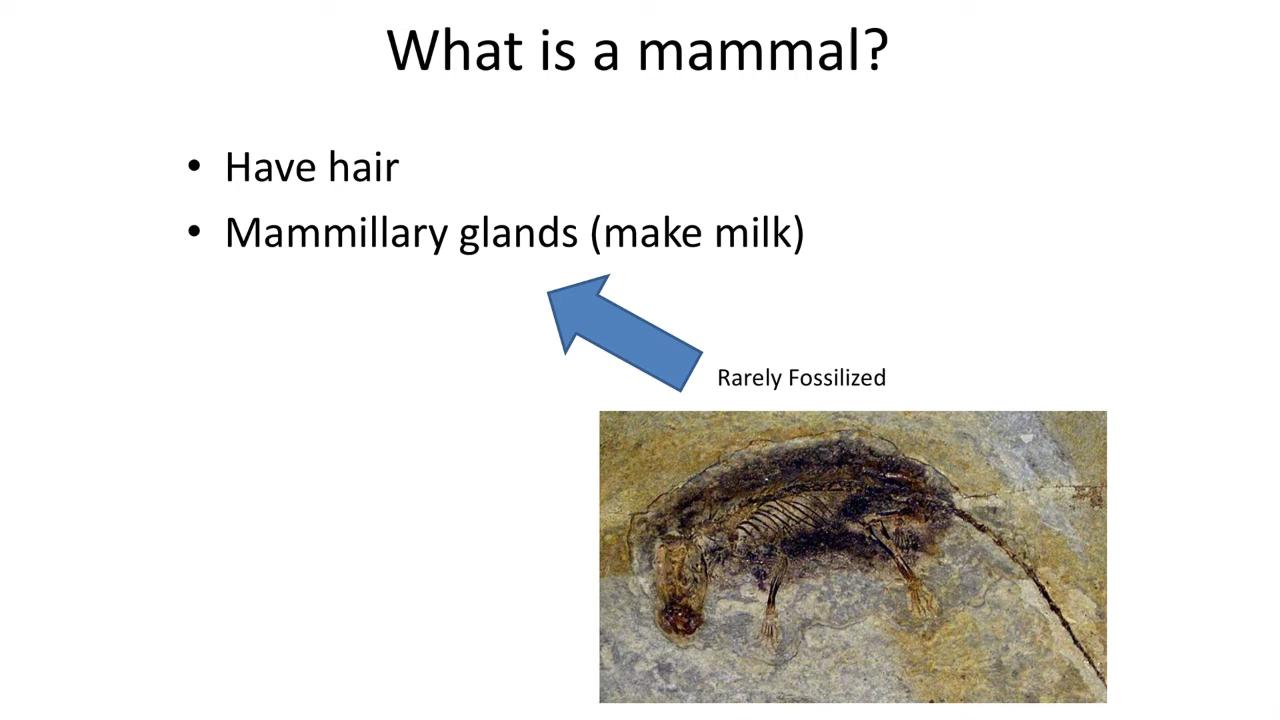 What is a mammal?
• Have hair
• Mammillary glands (make milk)
Rarely Fossilized